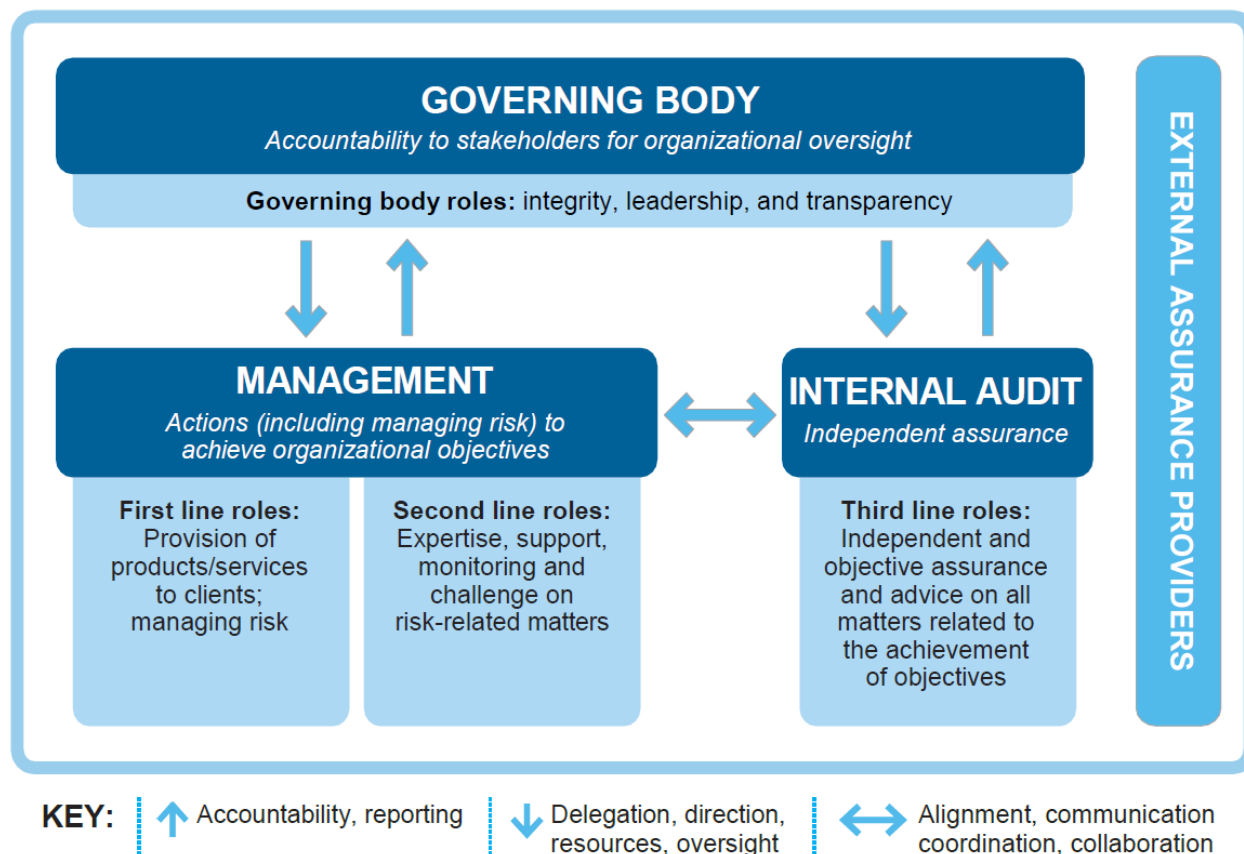 GOVERNING BODY
Accountability to stakeholders for organizational oversight
Governing body roles: integrity, leadership, and transparency
MANAGEMENT
Actions (including managing risk) to
achieve organizational objectives
First line roles:
Provision of
products/services
to clients;
managing risk
Second line roles:
Expertise, support,
monitoring and
challenge on
risk-related matters
INTERNAL AUDIT
Independent assurance
Third line roles:
Independent and
objective assurance
and advice on all
matters related to
the achievement
of objectives
EXTERNAL ASSURANCE PROVIDERS
KEY:
Accountability, reporting
Delegation, direction,
resources, oversight
Alignment, communication
coordination, collaboration